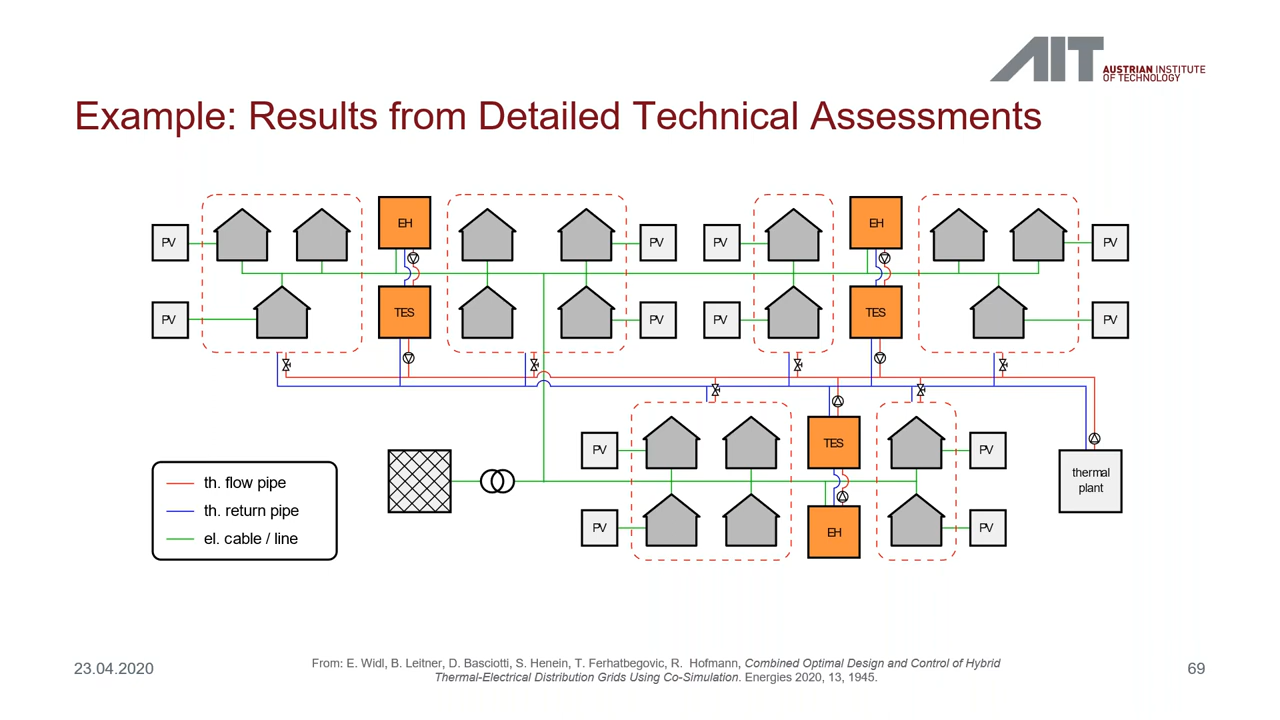 AIT
AUSTRIAN INSTITUTE
OF TECHNOLOGY
Example: Results from Detailed Technical Assessments
PV
EH
PV
PV
EH
PV
PV
TES
PV
PV
TES
PV
PV
TES
PV
thermal
plant
PV
EH
PV
th. flow pipe
th. return pipe
el. cable / line
23.04.2020
From: E. Widl, B. Leitner, D. Basciotti, S. Henein, T. Ferhatbegovic, R. Hofmann, Combined Optimal Design and Control of Hybrid
Thermal-Electrical Distribution Grids Using Co-Simulation. Energies 2020, 13, 1945.
69